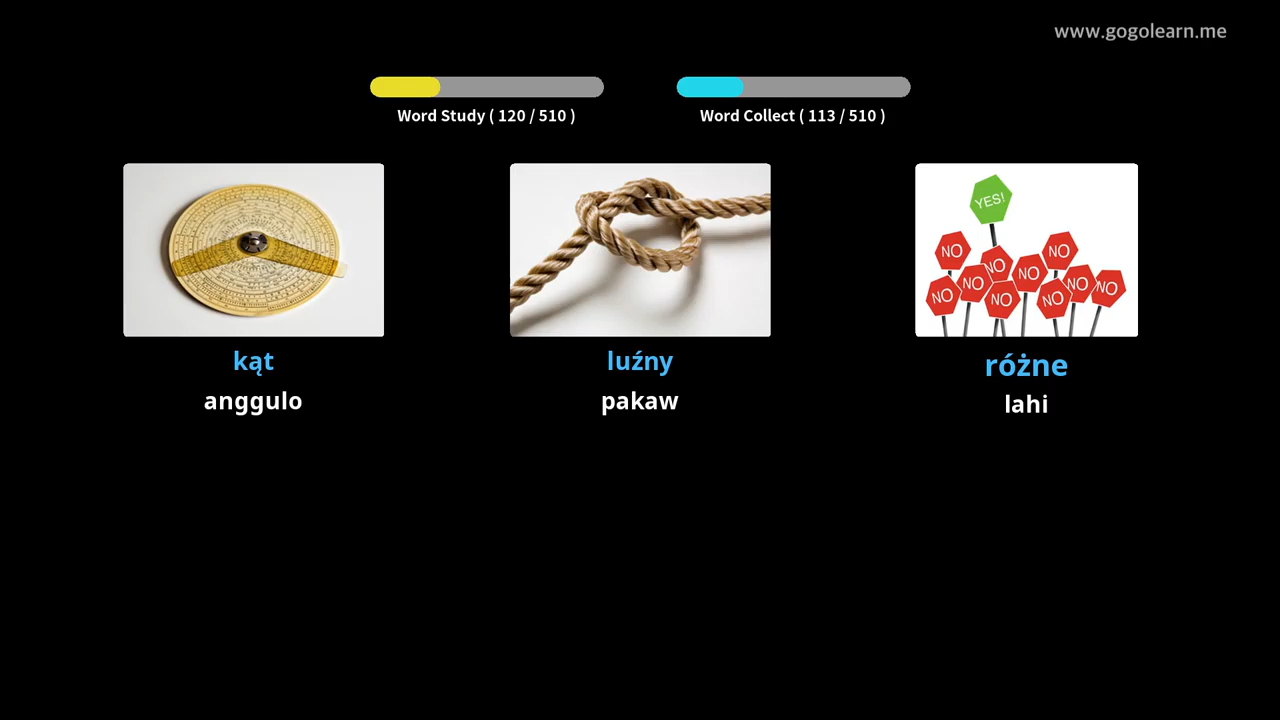 www.gogolearn.me
Word Study ( 120 / 510 )
Word Collect ( 113 / 510 )
YES!
NO
NO
NO
NO
NO
NO
NO
NO
NO
NO
kąt
luźny
różne
anggulo
pakaw
lahi